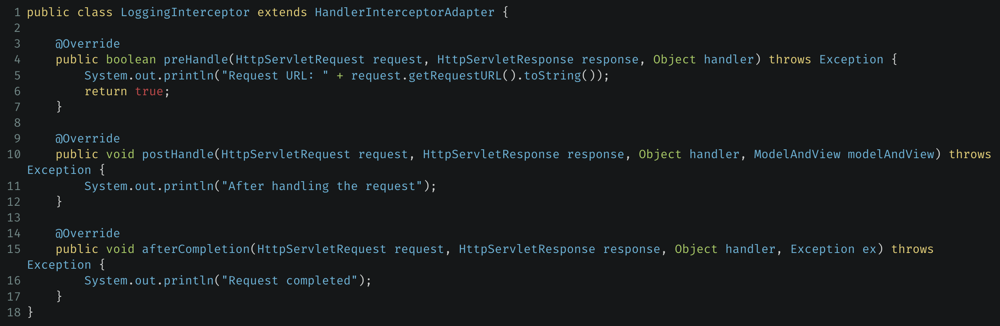 1 public class LoggingInterceptor extends HandlerInterceptorAdapter {
2
3     @Override
4     public boolean preHandle(HttpServletRequest request, HttpServletResponse response, Object handler) throws Exception {
5         System.out.println("Request URL: " + request.getRequestURL().toString());
6         return true;
7     }
8
9     @Override
10     public void postHandle(HttpServletRequest request, HttpServletResponse response, Object handler, ModelAndView modelAndView) throws
Exception {
11         System.out.println("After handling the request");
12     }
13
14     @Override
15     public void afterCompletion(HttpServletRequest request, HttpServletResponse response, Object handler, Exception ex) throws
Exception {
16         System.out.println("Request completed");
17     }
18 }